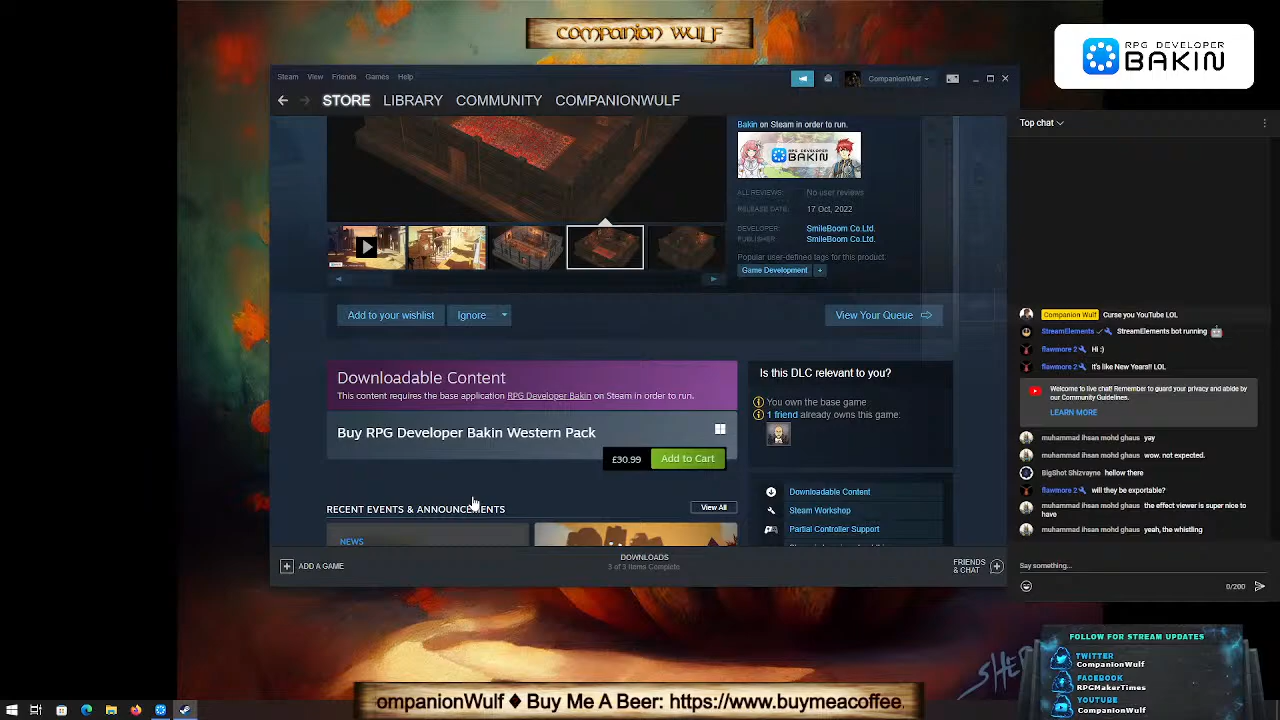 COMPANION WULF
RPG DEVELOPER
BAKIN
Steam View Friends Games Help
CompanionWulf
STORE LIBRARY COMMUNITY COMPANIONWULF
Top chat
Bakin on Steam in order to run.
RPG DEVELOPER
BAKIN
ALL REVIEWS: No user reviews
RELEASE DATE: 17 Oct, 2022
DEVELOPER: SmileBoom Co.Ltd.
PUBLISHER: SmileBoom Co.Ltd.
Popular user-defined tags for this product:
Game Development +
Add to your wishlist Ignore View Your Queue
Downloadable Content
This content requires the base application RPG Developer Bakin on Steam in order to run.
Buy RPG Developer Bakin Western Pack
£30.99 Add to Cart
Is this DLC relevant to you?
You own the base game
1 friend already owns this game:
RECENT EVENTS & ANNOUNCEMENTS View All
NEWS
Downloadable Content
Steam Workshop
Partial Controller Support
ADD A GAME
DOWNLOADS
3 of 3 Items Complete
FRIENDS
& CHAT
Companion Wulf Curse you YouTube LOL
StreamElements StreamElements bot running
flawmore 2 HI :)
flawmore 2 It's like New Years!! LOL
Welcome to live chat! Remember to guard your privacy and abide by
our Community Guidelines.
LEARN MORE
muhammad ihsan mohd ghaus yay
muhammad ihsan mohd ghaus wow. not expected.
BigShot Shizvayne hellow there
flawmore 2 will they be exportable?
muhammad ihsan mohd ghaus the effect viewer is super nice to
have
muhammad ihsan mohd ghaus yeah, the whistling
Say something...
0/200
FOLLOW FOR STREAM UPDATES
TWITTER
CompanionWulf
FACEBOOK
RPGMakerTimes
YOUTUBE
CompanionWulf
ompanionWulf ♦ Buy Me A Beer: https://www.buymeacoffee.